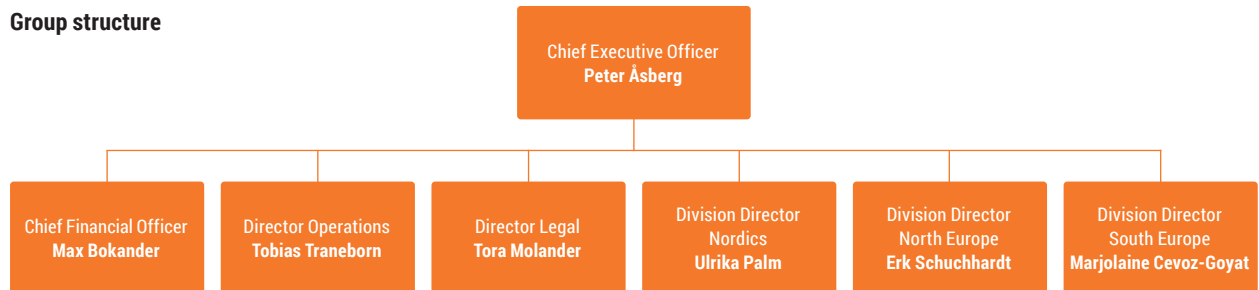 Group structure
Chief Executive Officer
Peter Åsberg
Chief Financial Officer
Max Bokander
Director Operations
Tobias Traneborn
Director Legal
Tora Molander
Division Director
Nordics
Ulrika Palm
Division Director
North Europe
Erk Schuchhardt
Division Director
South Europe
Marjolaine Cevoz-Goyat